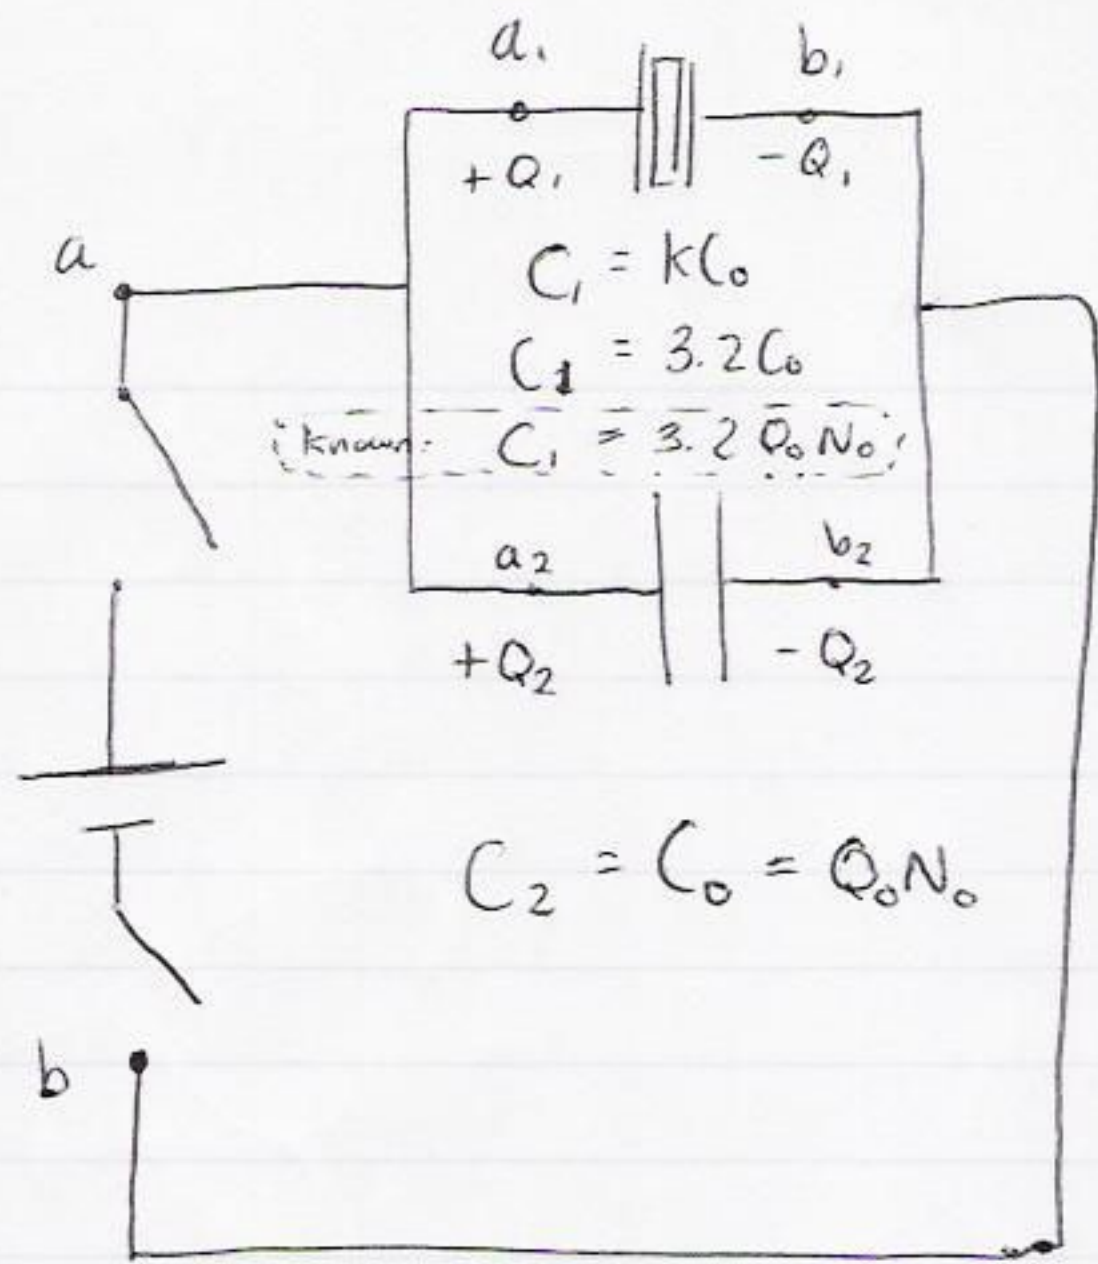 a₁ b₁
+Q₁ -Q₁
a
C₁ = kC₀
C₁ = 3.2C₀
Known: C₁ = 3.2 Q₀N₀
a₂ b₂
+Q₂ -Q₂
C₂ = C₀ = Q₀N₀
b